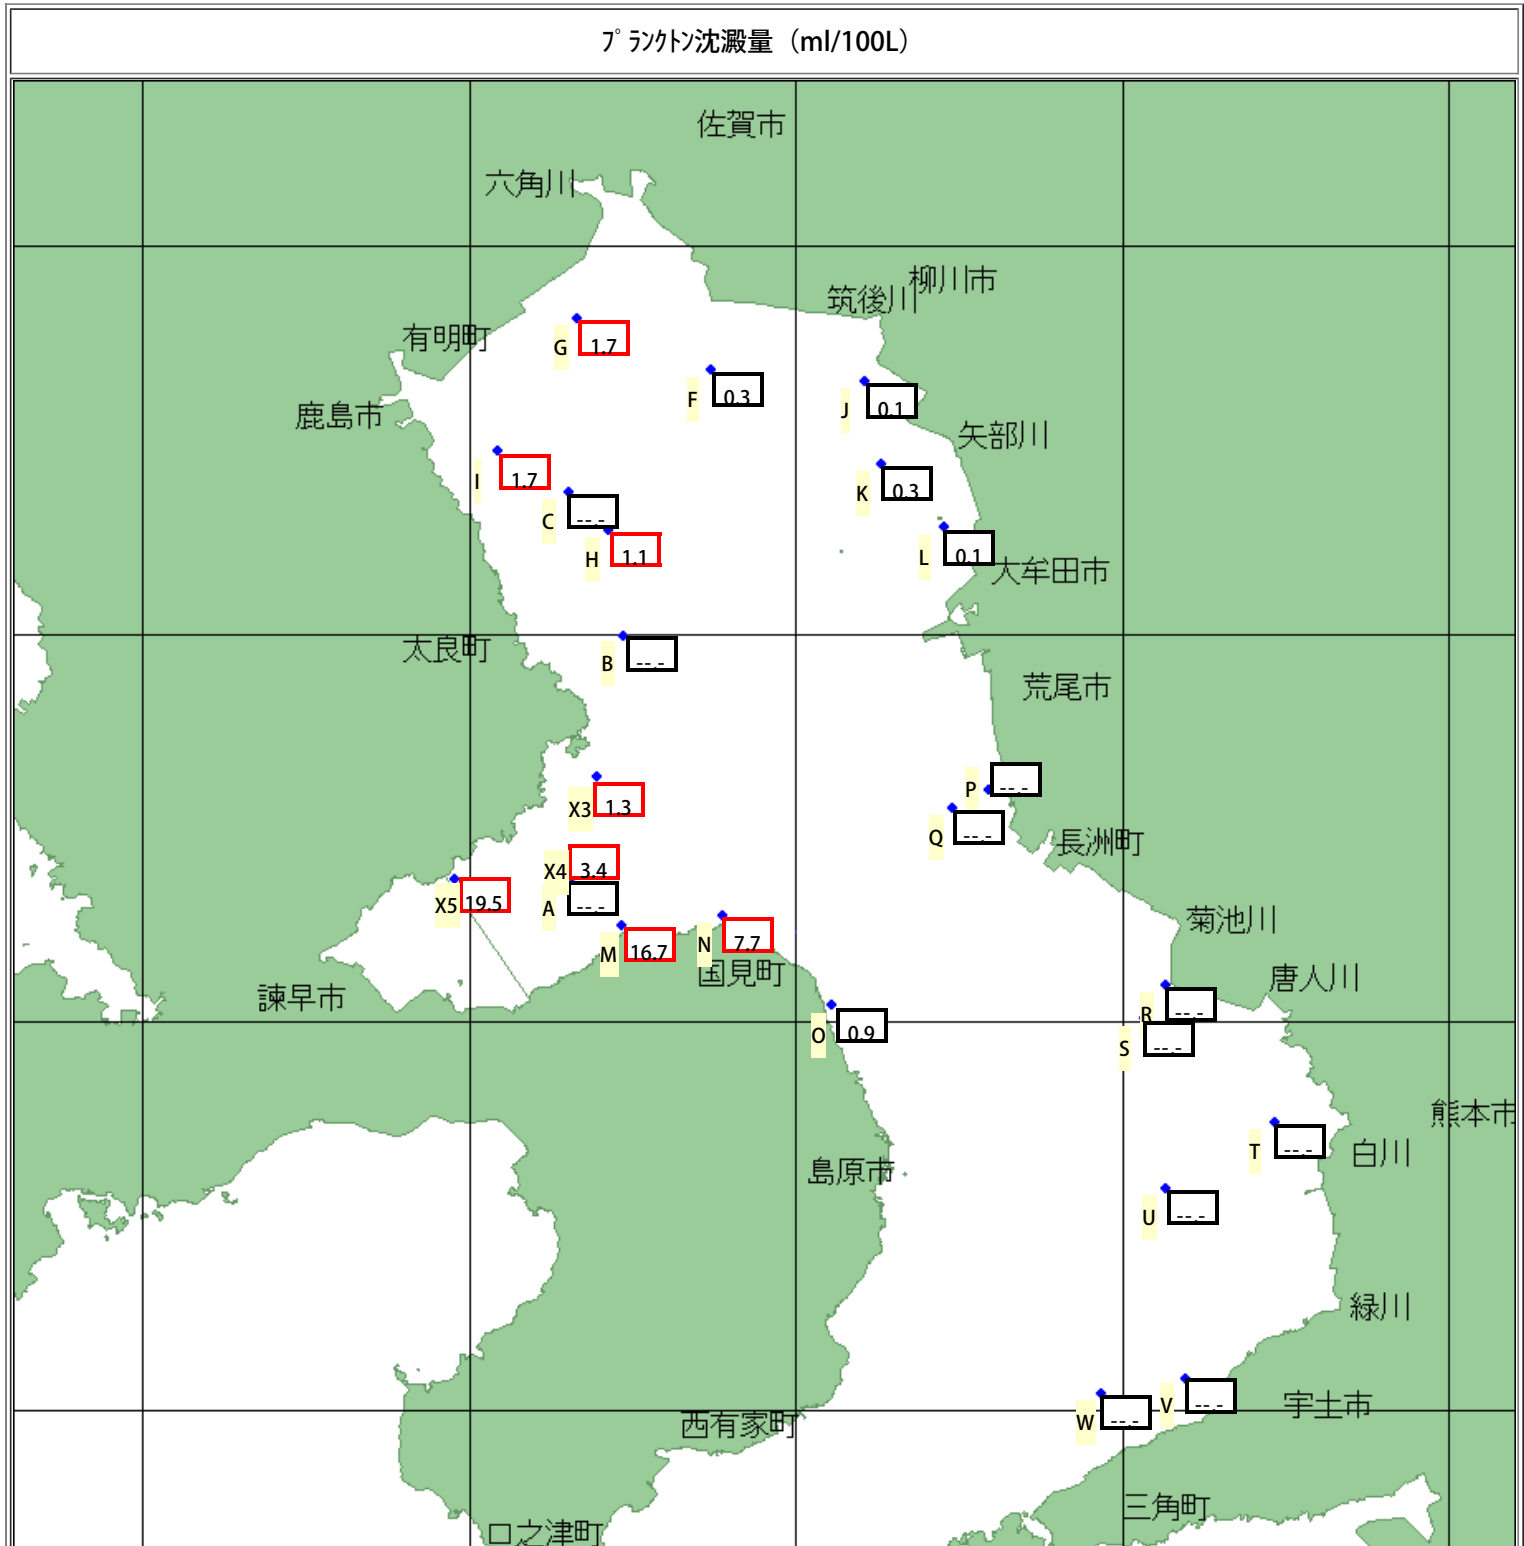 プランクトン沈澱量 (ml/100L)
佐賀市
六角川
柳川市
筑後川
有明町
G 1.7
F 0.3
J 0.1
鹿島市
矢部川
I 1.7
K 0.3
C --.-
H 1.1
L 0.1
大牟田市
太良町
B --.-
荒尾市
P --.-
X3 1.3
Q --.-
長洲町
X4 3.4
X5 19.5
A --.-
菊池川
M 16.7
N 7.7
国見町
唐人川
諫早市
R --.-
O 0.9
S --.-
熊本市
T --.-
白川
島原市
U --.-
緑川
V --.-
W --.-
宇土市
西有家町
三角町
口之津町